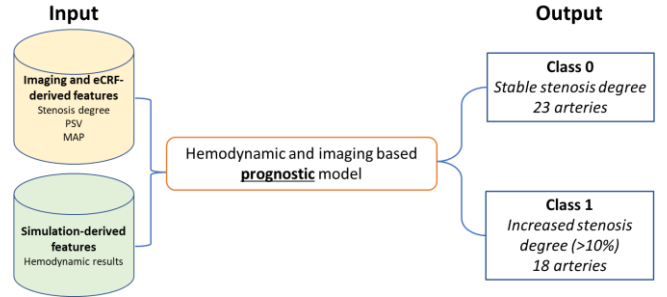 Input
Output
Imaging and eCRF-
derived features
Stenosis degree
PSV
MAP
Simulation-derived
features
Hemodynamic results
Hemodynamic and imaging based
prognostic model
Class 0
Stable stenosis degree
23 arteries
Class 1
Increased stenosis
degree (>10%)
18 arteries